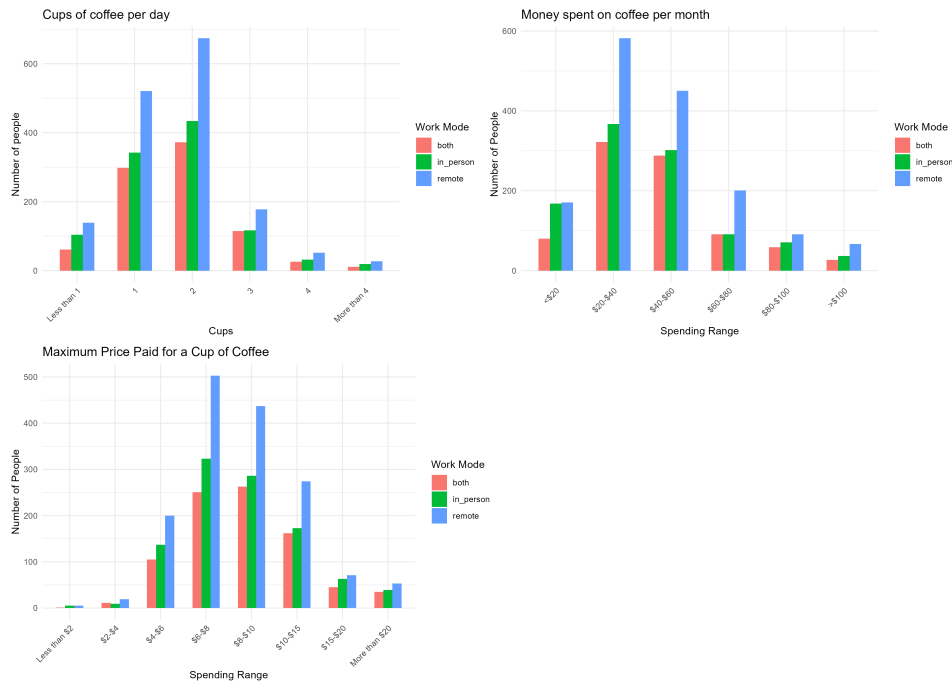 Cups of coffee per day
Number of people
600
400
200
0
Less than 1
1
2
3
4
More than 4
Cups
Work Mode
both
in_person
remote
Money spent on coffee per month
Number of People
600
400
200
0
<$20
$20-$40
$40-$60
$60-$80
$80-$100
>$100
Spending Range
Work Mode
both
in_person
remote
Maximum Price Paid for a Cup of Coffee
Number of People
500
400
300
200
100
0
Less than $2
$2-$4
$4-$6
$6-$8
$8-$10
$10-$15
$15-$20
More than $20
Spending Range
Work Mode
both
in_person
remote